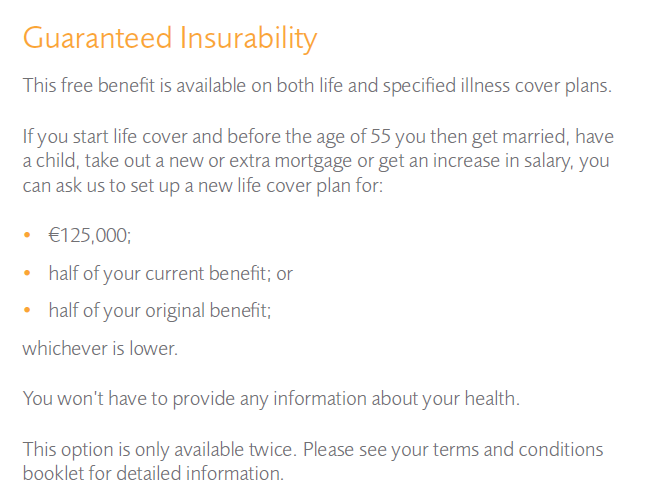 Guaranteed Insurability
This free benefit is available on both life and specified illness cover plans.
If you start life cover and before the age of 55 you then get married, have
a child, take out a new or extra mortgage or get an increase in salary, you
can ask us to set up a new life cover plan for:
• €125,000;
• half of your current benefit; or
• half of your original benefit;
whichever is lower.
You won't have to provide any information about your health.
This option is only available twice. Please see your terms and conditions
booklet for detailed information.